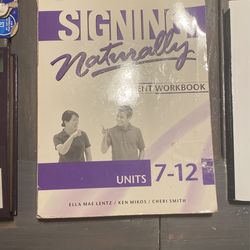 SIGNING
Naturally
ENT WORKBOOK
UNITS 7-12
ELLA MAE LENTZ / KEN MIKOS / CHERI SMITH